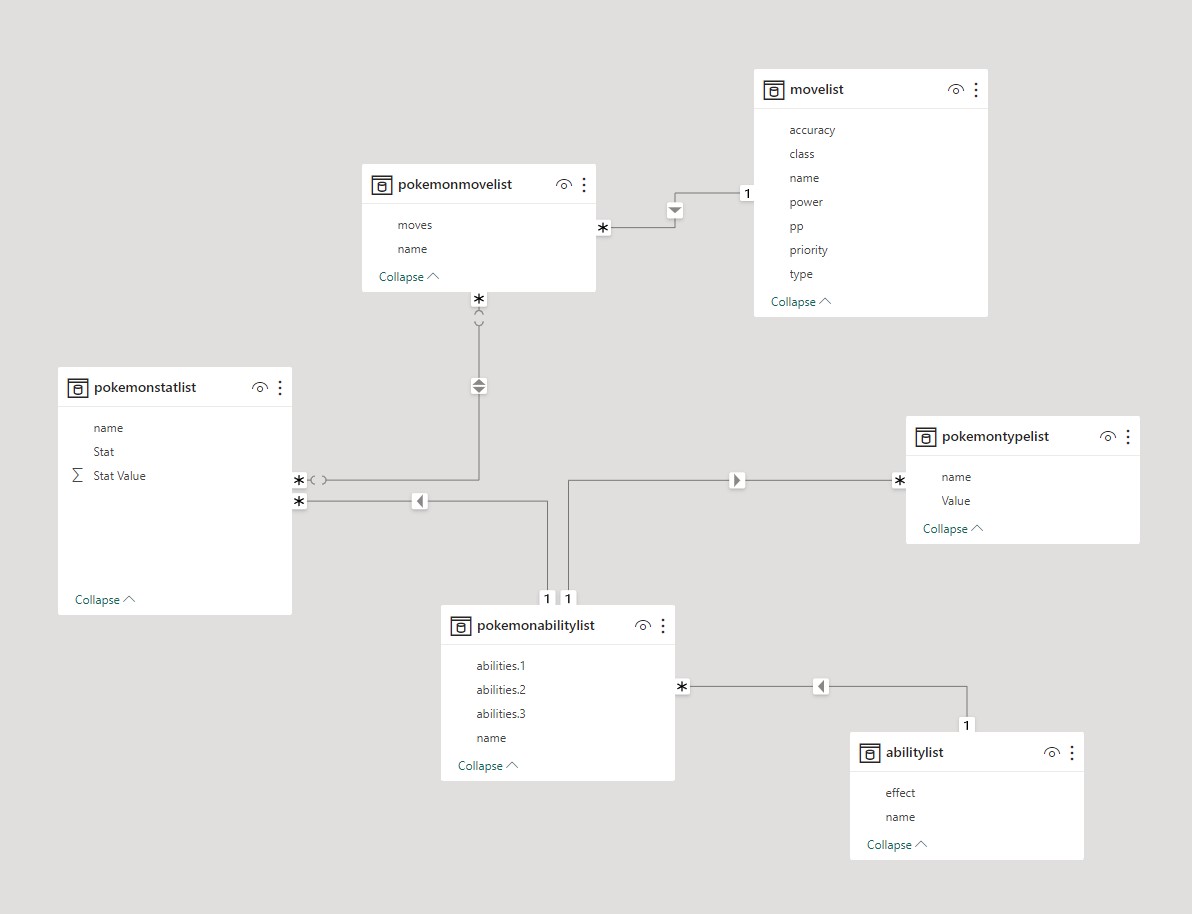 movelist
accuracy
class
name
power
pp
priority
type
Collapse
pokemonmovelist
moves
name
Collapse
1
*
*
pokemonstatlist
name
Stat
Σ Stat Value
Collapse
*
*
pokemontypelist
name
Value
Collapse
*
1
1
pokemonabilitylist
abilities.1
abilities.2
abilities.3
name
Collapse
*
1
abilitylist
effect
name
Collapse